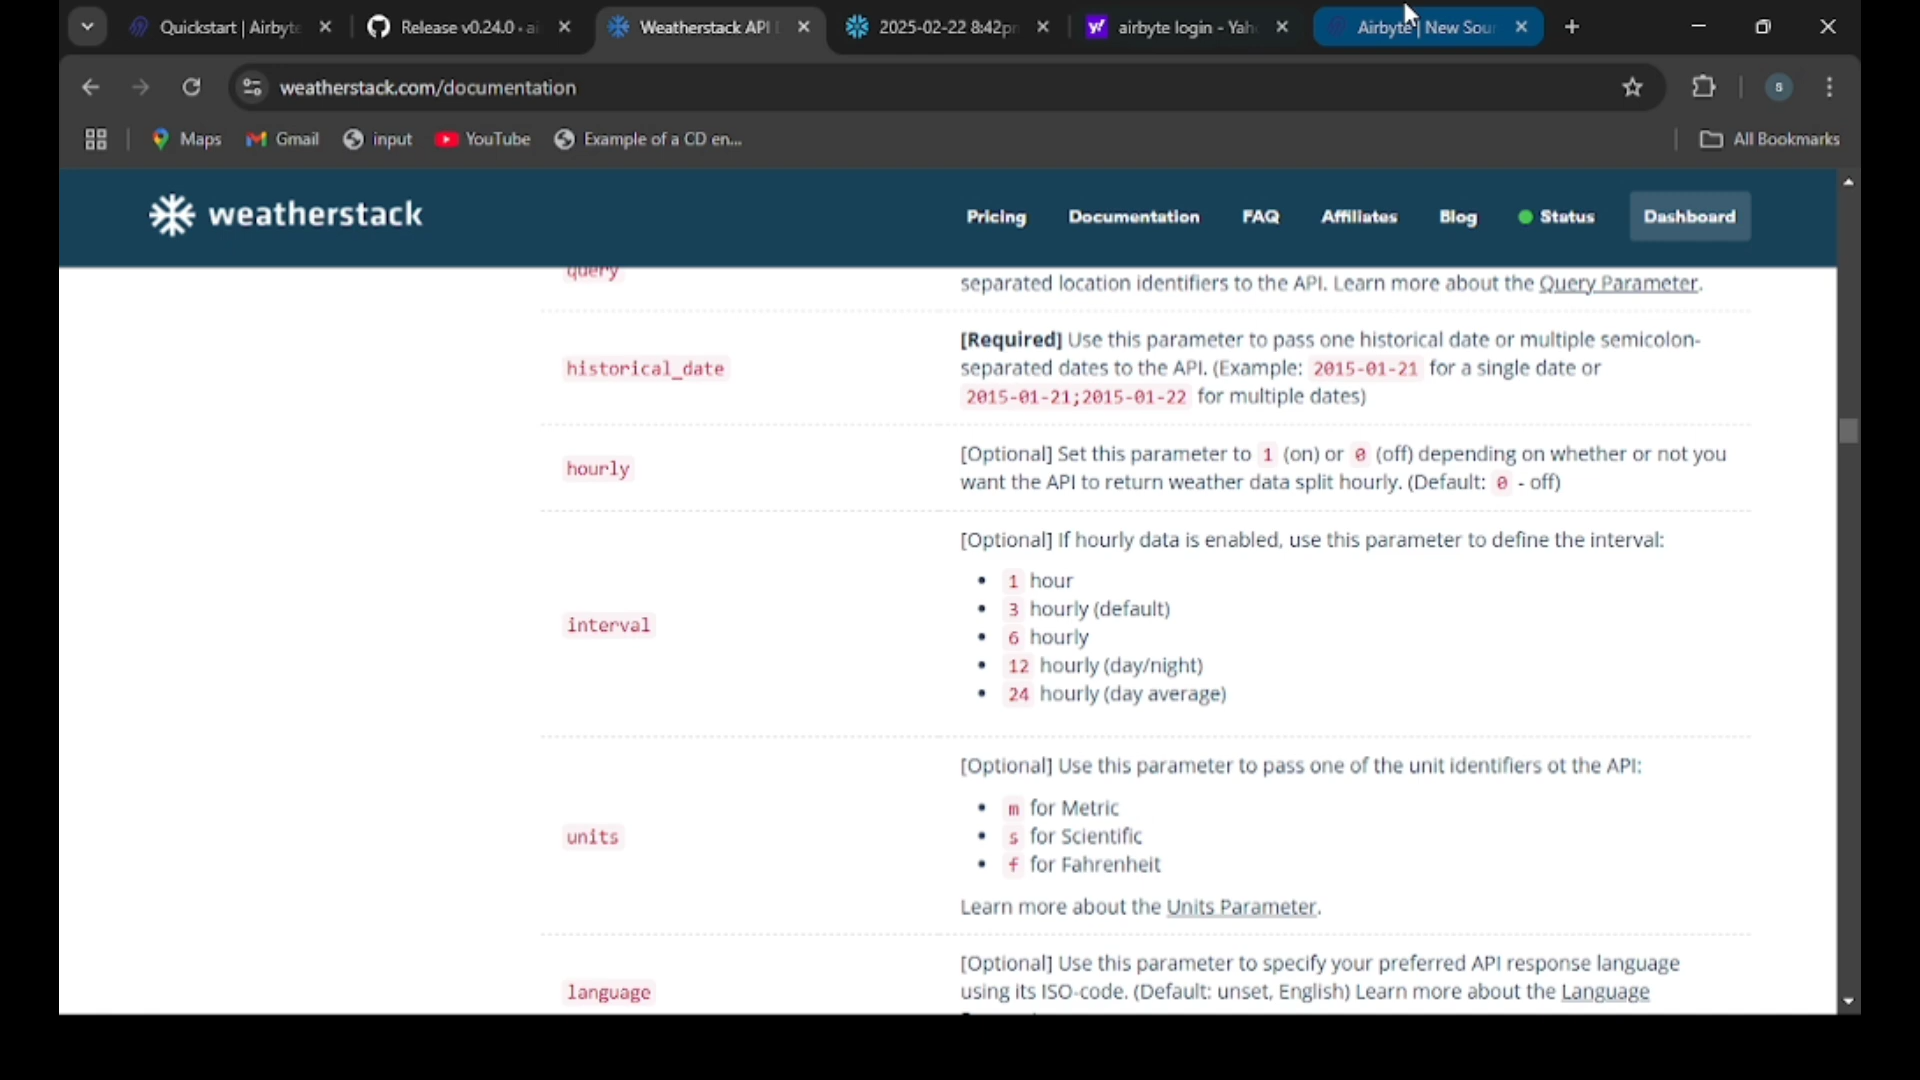 Quickstart | Airbyte
Release v0.24.0 · ai
Weatherstack API
2025-02-22 8:42pm
airbyte login - Yah
Airbyte | New Sour
weatherstack.com/documentation
s
Maps
Gmail
input
YouTube
Example of a CD en...
All Bookmarks
weatherstack
Pricing
Documentation
FAQ
Affiliates
Blog
Status
Dashboard
query
separated location identifiers to the API. Learn more about the Query Parameter.
historical_date
[Required] Use this parameter to pass one historical date or multiple semicolon-
separated dates to the API. (Example: 2015-01-21 for a single date or
2015-01-21;2015-01-22 for multiple dates)
hourly
[Optional] Set this parameter to 1 (on) or 0 (off) depending on whether or not you
want the API to return weather data split hourly. (Default: 0 - off)
interval
[Optional] If hourly data is enabled, use this parameter to define the interval:
• 1 hour
• 3 hourly (default)
• 6 hourly
• 12 hourly (day/night)
• 24 hourly (day average)
units
[Optional] Use this parameter to pass one of the unit identifiers ot the API:
• m for Metric
• s for Scientific
• f for Fahrenheit
Learn more about the Units Parameter.
language
[Optional] Use this parameter to specify your preferred API response language
using its ISO-code. (Default: unset, English) Learn more about the Language